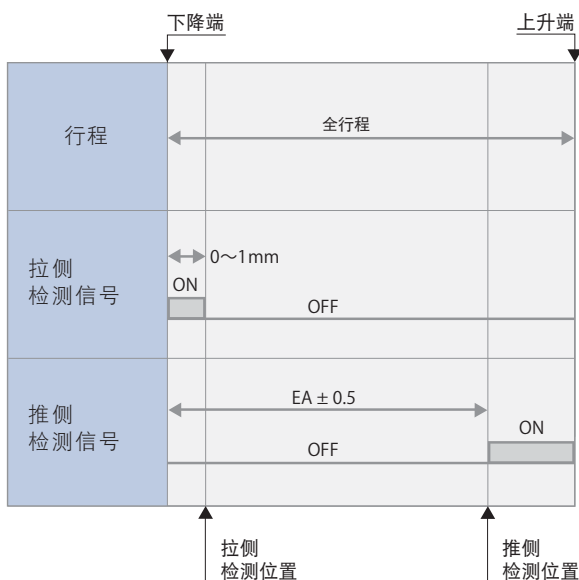 下降端
上升端
行程
全行程
拉侧
检测信号
0～1mm
ON
OFF
推侧
检测信号
EA ± 0.5
ON
OFF
拉侧
检测位置
推侧
检测位置